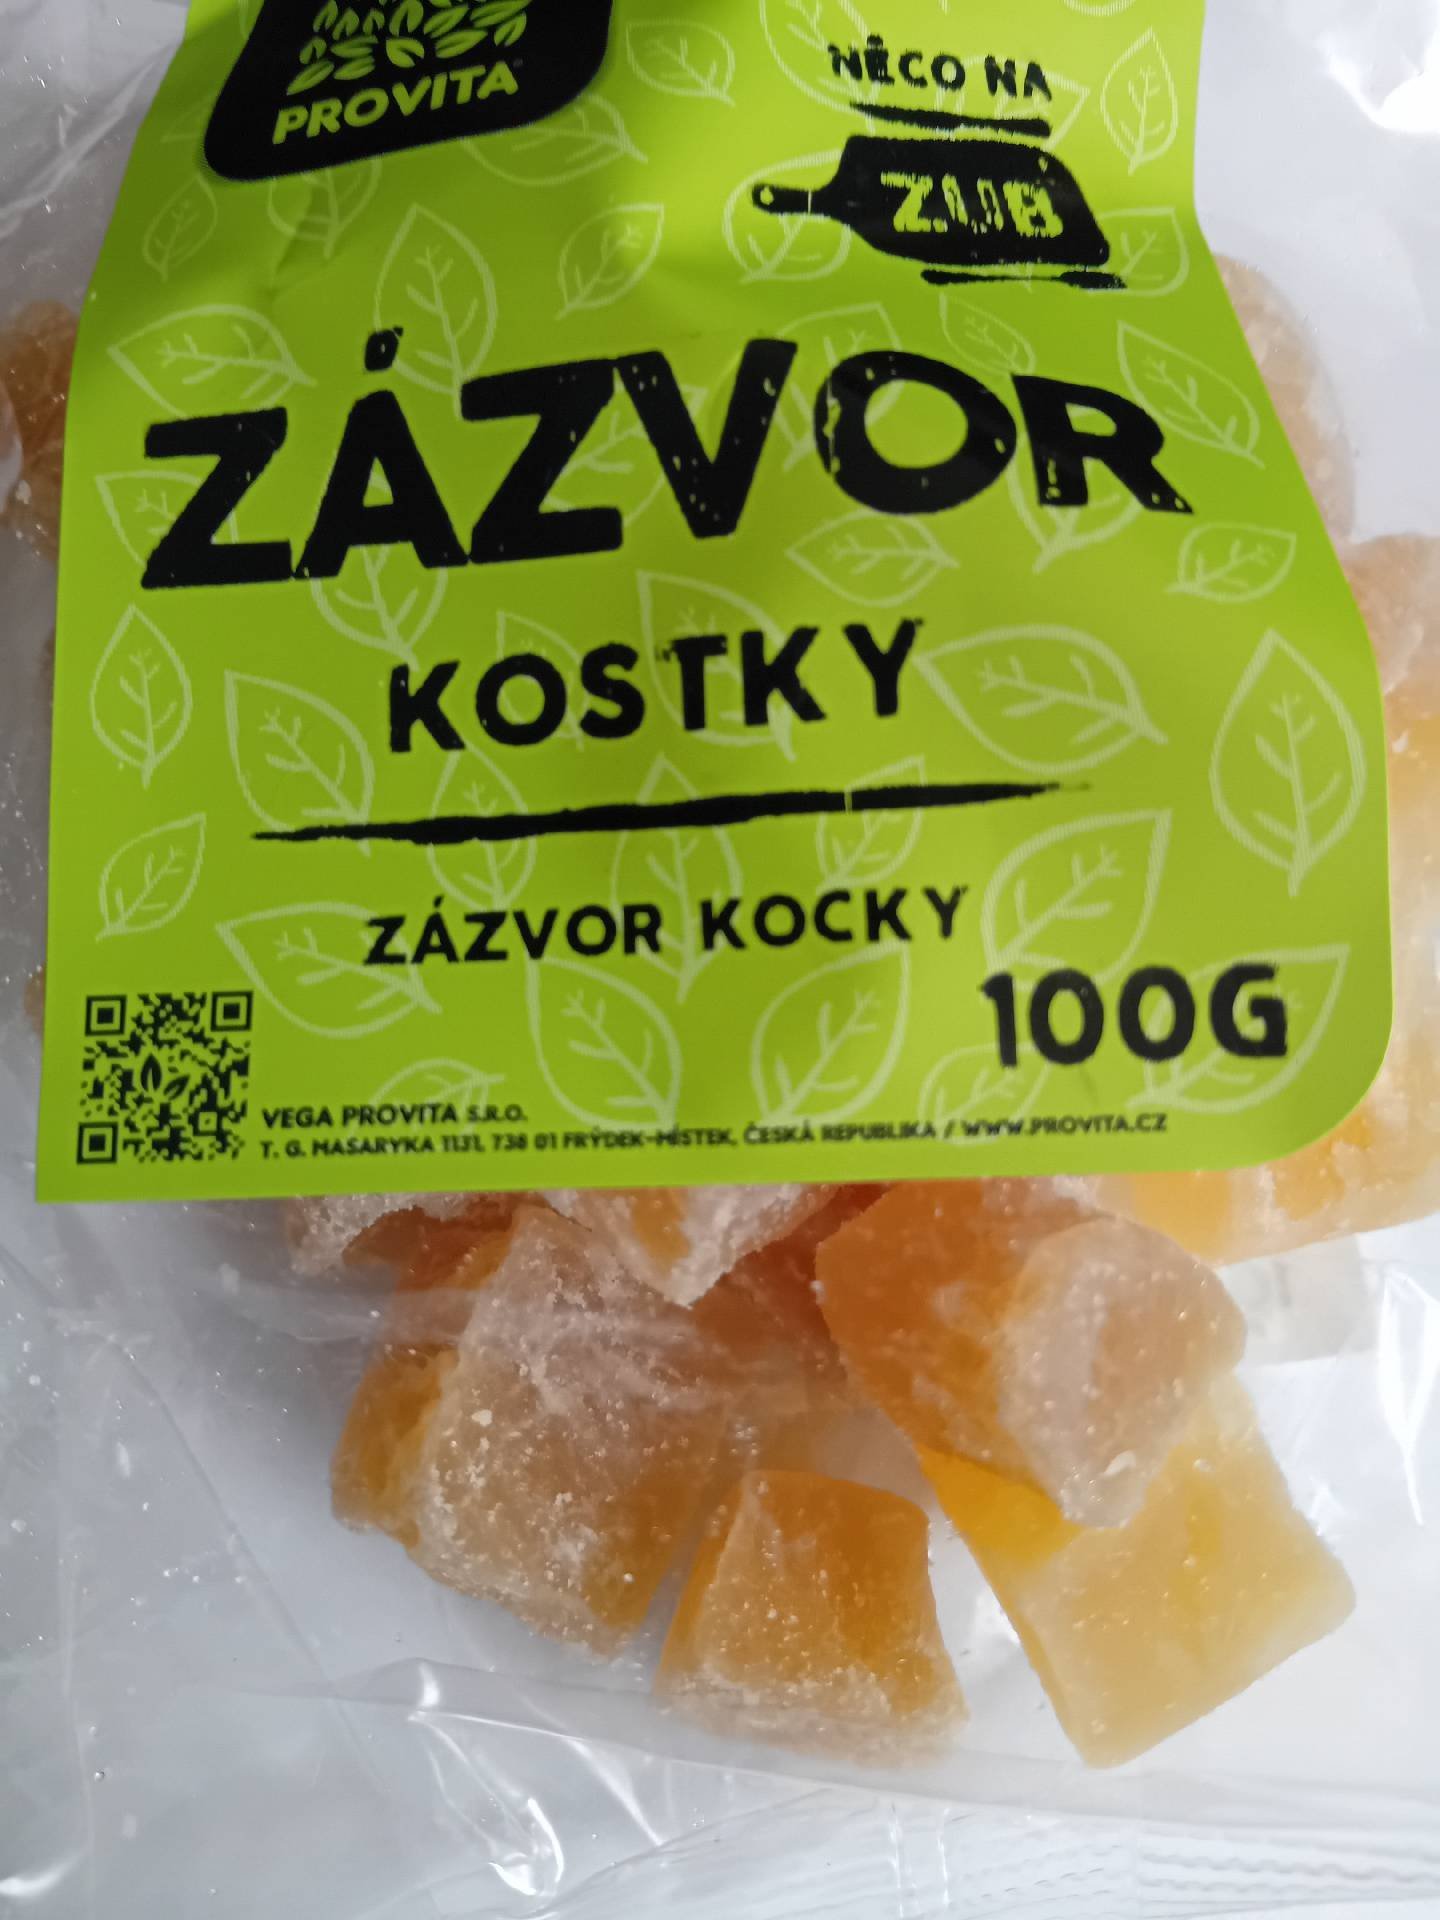 PROVITA
NĚCO NA
ZUB
ZÁZVOR
KOSTKY
ZÁZVOR KOCKY
100G
VEGA PROVITA S.R.O.
T. G. MASARYKA 1131, 738 01 FRÝDEK-MÍSTEK, ČESKÁ REPUBLIKA / WWW.PROVITA.CZ